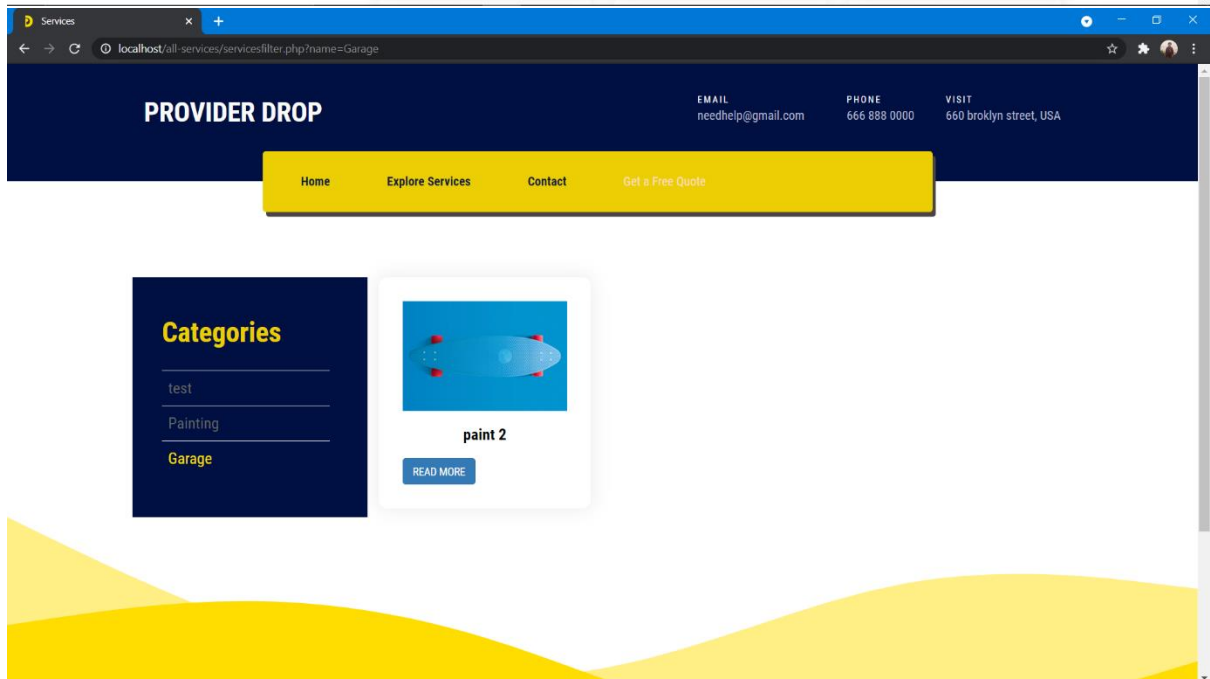 Services
localhost/all-services/servicesfilter.php?name=Garage
PROVIDER DROP
EMAIL
needhelp@gmail.com
PHONE
666 888 0000
VISIT
660 broklyn street, USA
Home
Explore Services
Contact
Get a Free Quote
Categories
test
Painting
Garage
paint 2
READ MORE